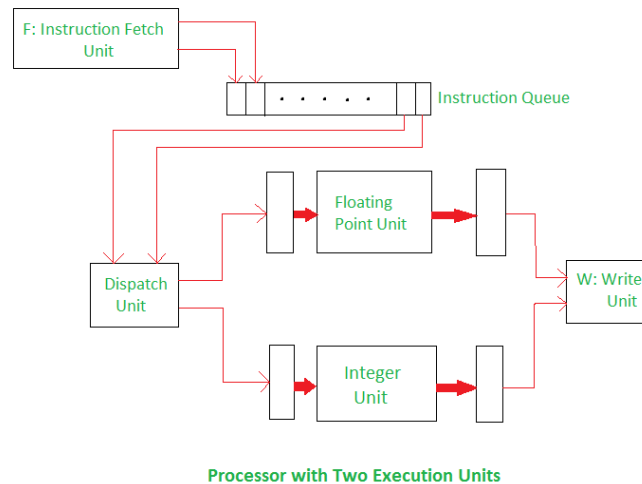 F: Instruction Fetch
Unit
Instruction Queue
Floating
Point Unit
Dispatch
Unit
W: Write
Unit
Integer
Unit
Processor with Two Execution Units